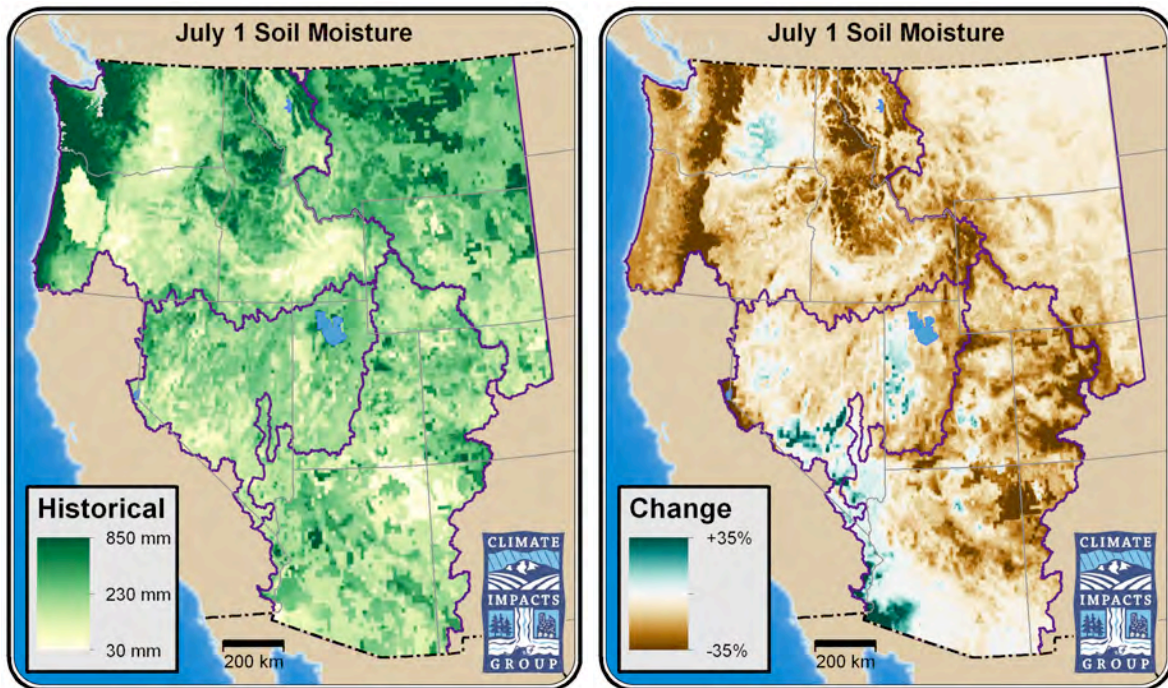 July 1 Soil Moisture
Historical
850 mm
230 mm
30 mm
200 km
CLIMATE
IMPACTS
GROUP
July 1 Soil Moisture
Change
+35%
-35%
200 km
CLIMATE
IMPACTS
GROUP